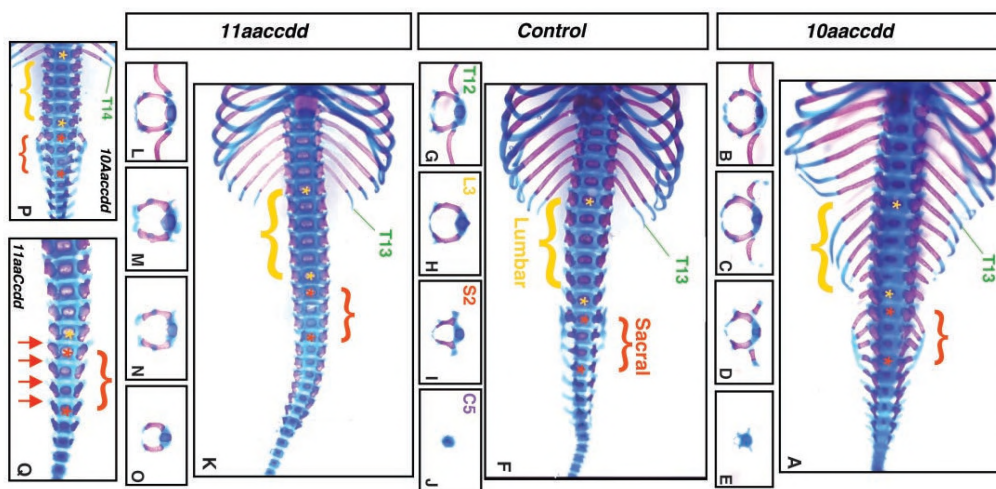 10aaccdd
T13
A
B
C
D
E
Control
T13
Lumbar
Sacral
F
T12
G
L3
H
S2
I
C5
J
11aaccdd
T13
K
L
M
N
O
T14
10Aaccdd
P
11aaCcdd
Q